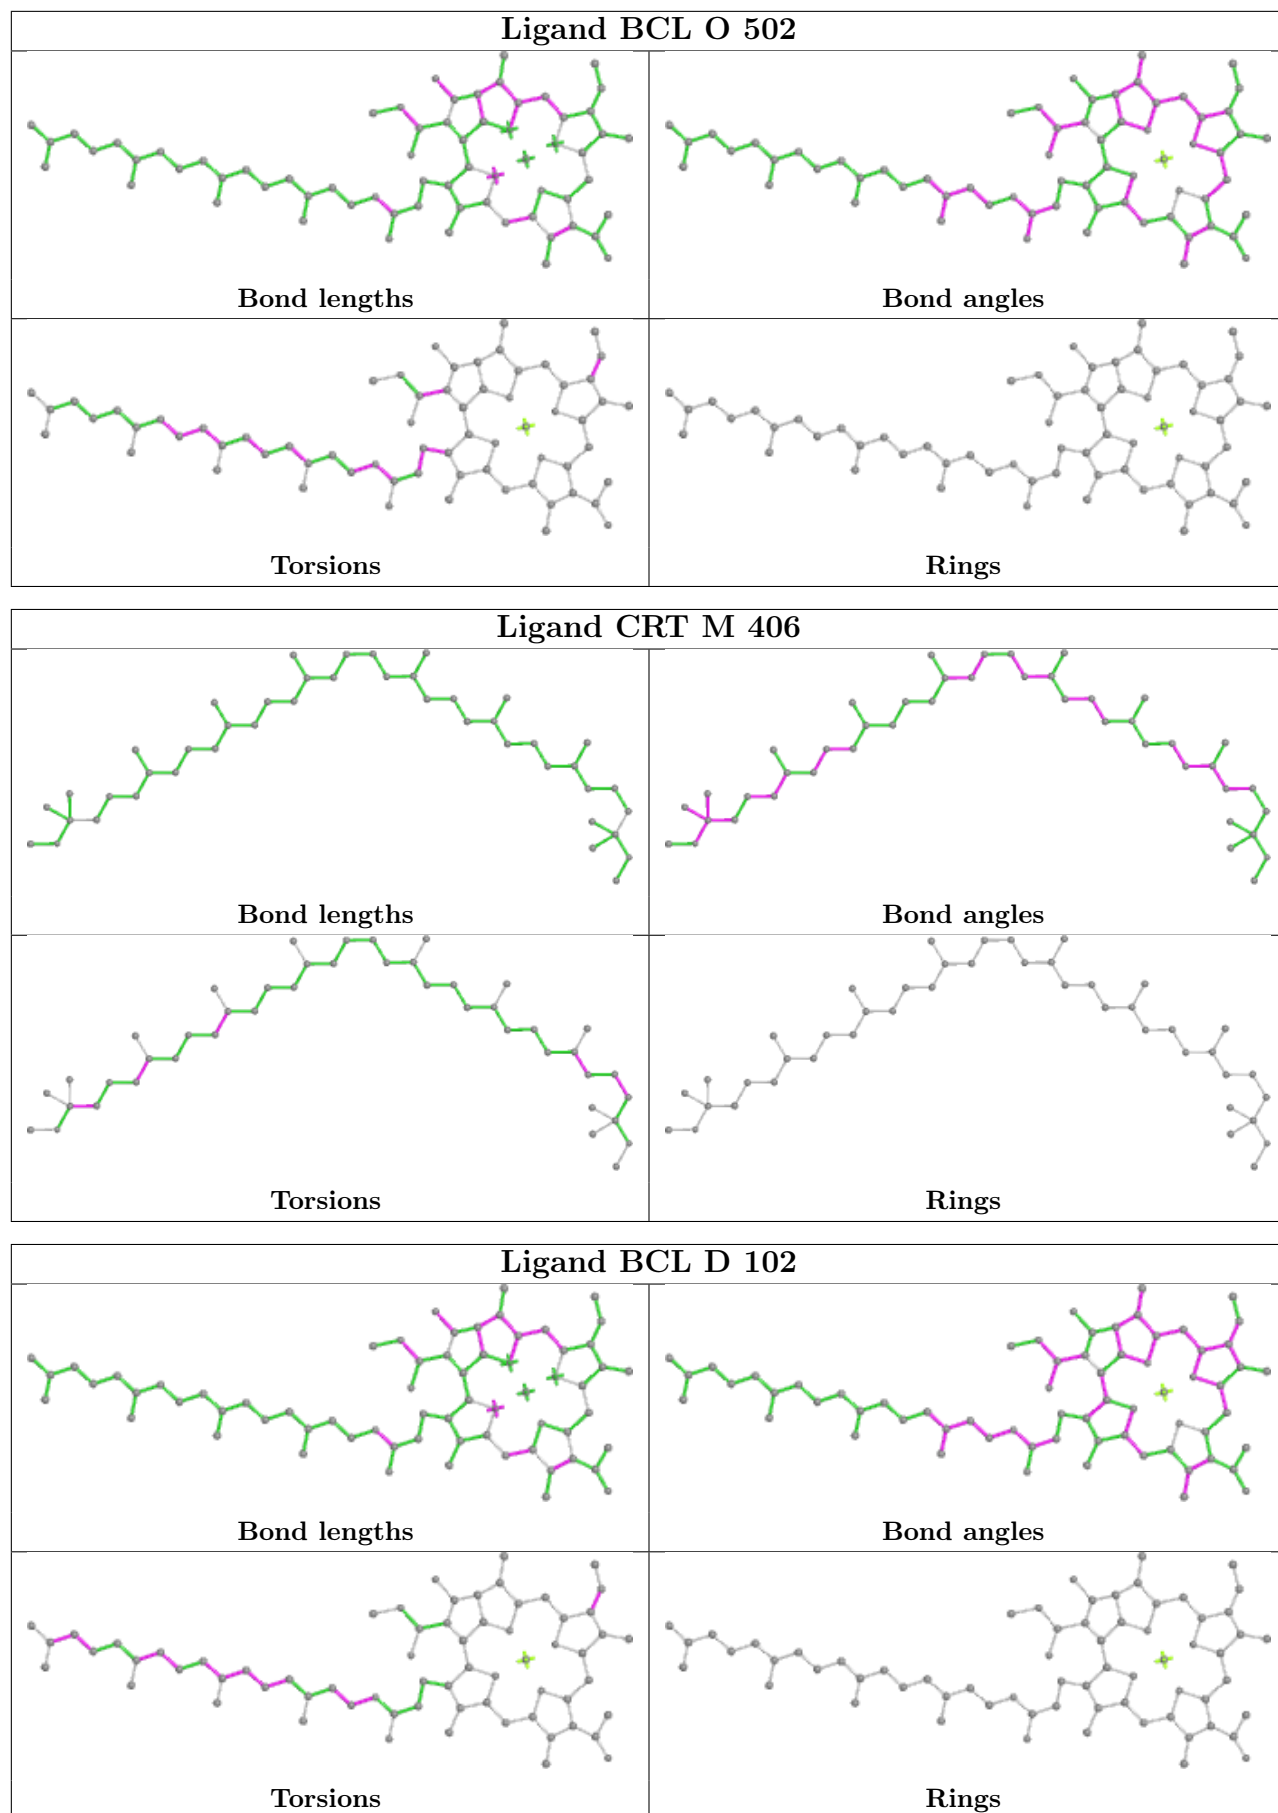 Ligand BCL O 502
Bond lengths
Bond angles
Torsions
Rings
Ligand CRT M 406
Bond lengths
Bond angles
Torsions
Rings
Ligand BCL D 102
Bond lengths
Bond angles
Torsions
Rings